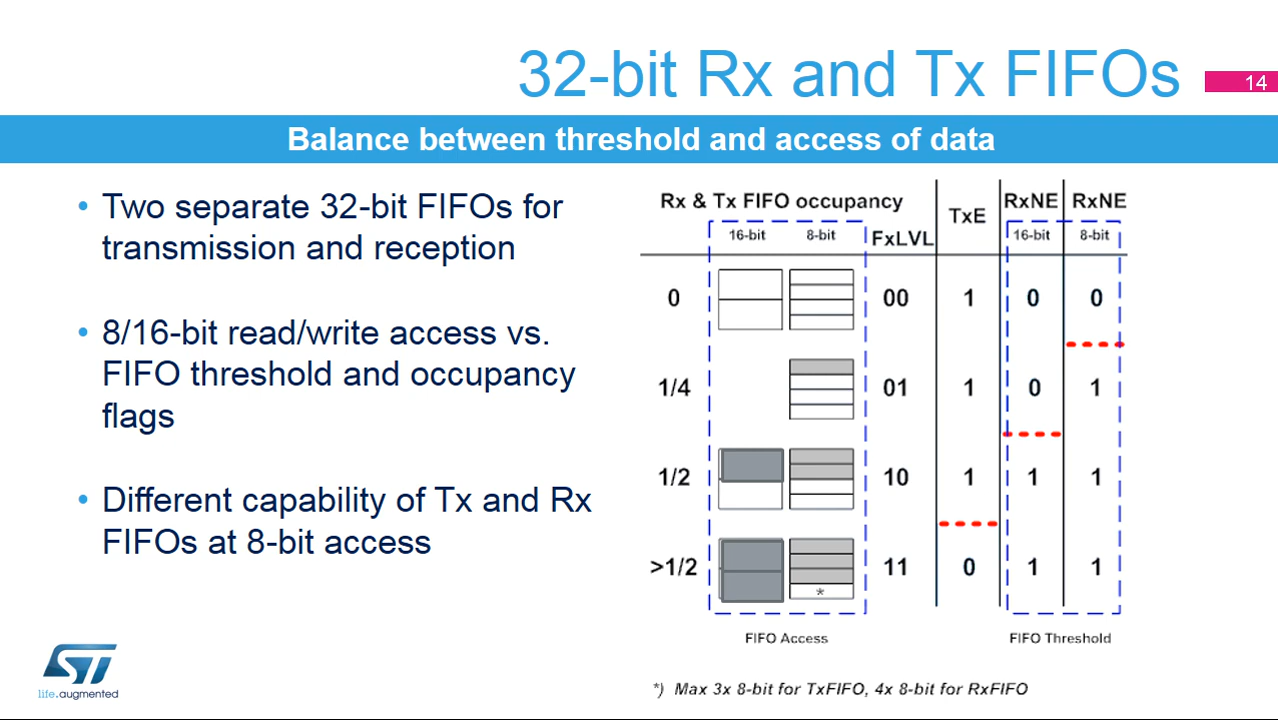 32-bit Rx and Tx FIFOs
14
Balance between threshold and access of data
• Two separate 32-bit FIFOs for
transmission and reception
• 8/16-bit read/write access vs.
FIFO threshold and occupancy
flags
• Different capability of Tx and Rx
FIFOs at 8-bit access
Rx & Tx FIFO occupancy
TxE
RxNE RxNE
16-bit 8-bit
FxLVL
16-bit 8-bit
0 00 1 0 0
1/4 01 1 0 1
1/2 10 1 1 1
>1/2 11 0 1 1
*
FIFO Access
FIFO Threshold
*) Max 3x 8-bit for TxFIFO, 4x 8-bit for RxFIFO
ST
life.augmented